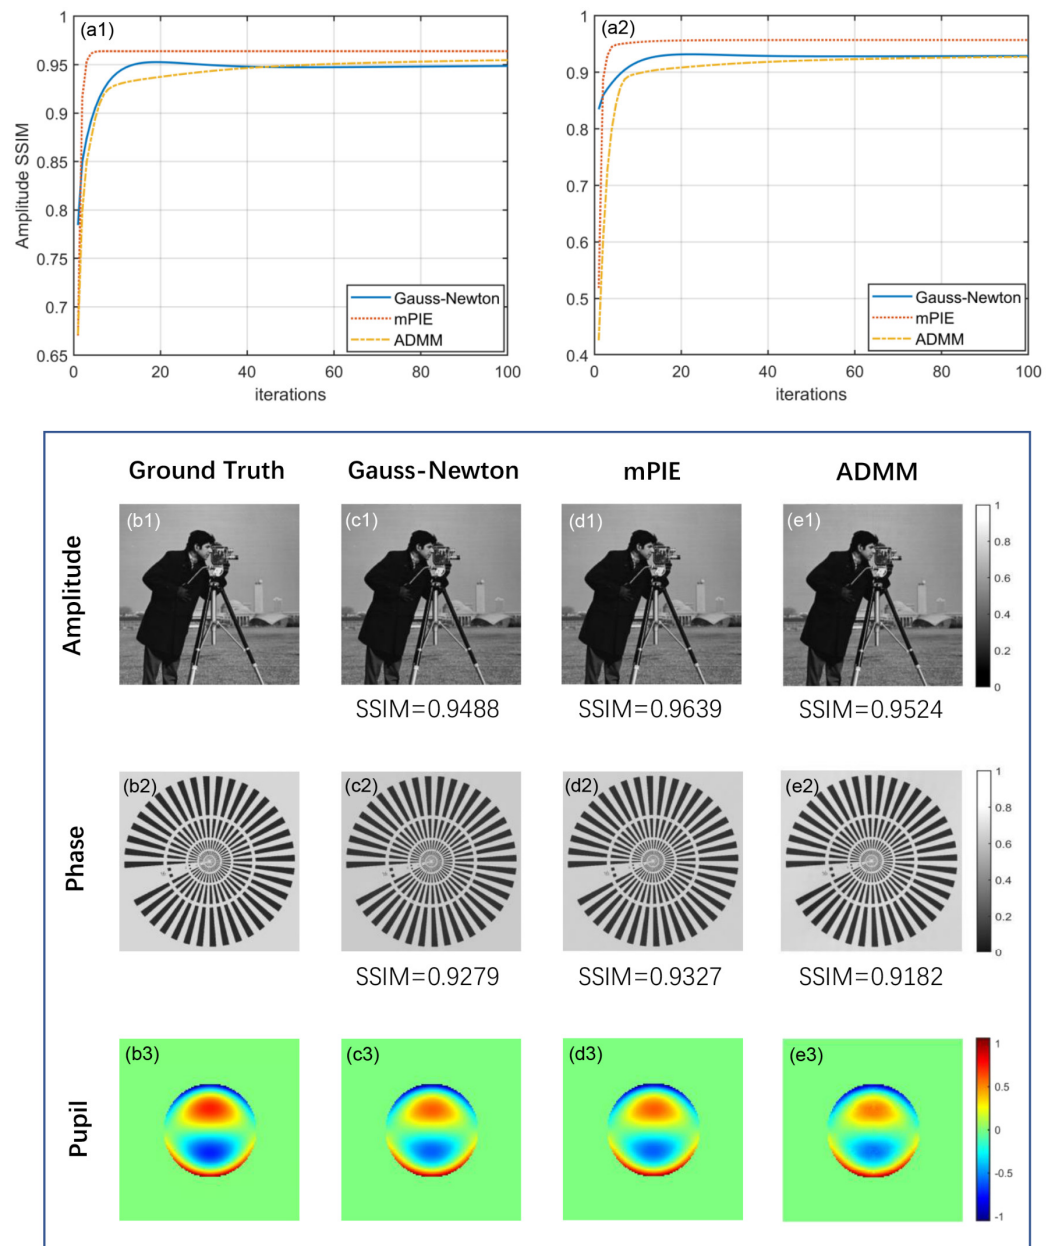 (a1)
1
0.95
0.9
0.85
0.8
0.75
0.7
0.65
Amplitude SSIM
0 20 40 60 80 100
iterations
Gauss-Newton
mPIE
ADMM
(a2)
1
0.9
0.8
0.7
0.6
0.5
0.4
0 20 40 60 80 100
iterations
Gauss-Newton
mPIE
ADMM
Ground Truth Gauss-Newton mPIE ADMM
Amplitude
(b1) (c1) (d1) (e1)
1
0.8
0.6
0.4
0.2
0
SSIM=0.9488 SSIM=0.9639 SSIM=0.9524
Phase
(b2) (c2) (d2) (e2)
1
0.8
0.6
0.4
0.2
0
SSIM=0.9279 SSIM=0.9327 SSIM=0.9182
Pupil
(b3) (c3) (d3) (e3)
1
0.5
0
-0.5
-1